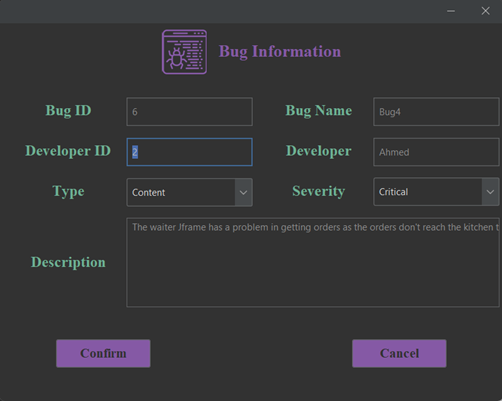 Bug Information
Bug ID 6 Bug Name Bug4
Developer ID 2 Developer Ahmed
Type Content Severity Critical
Description The waiter Jframe has a problem in getting orders as the orders don't reach the kitchen t
Confirm Cancel